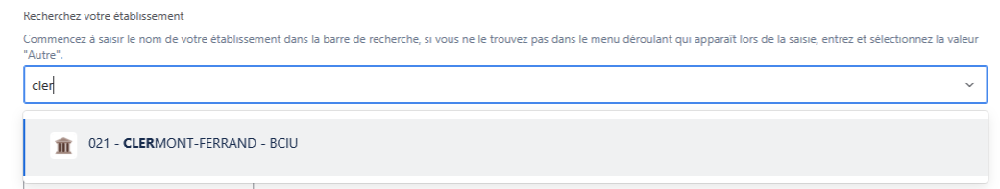 Recherchez votre établissement
Commencez à saisir le nom de votre établissement dans la barre de recherche, si vous ne le trouvez pas dans le menu déroulant qui apparaît lors de la saisie, entrez et sélectionnez la valeur
"Autre".
cler
021 - CLERMONT-FERRAND - BCIU